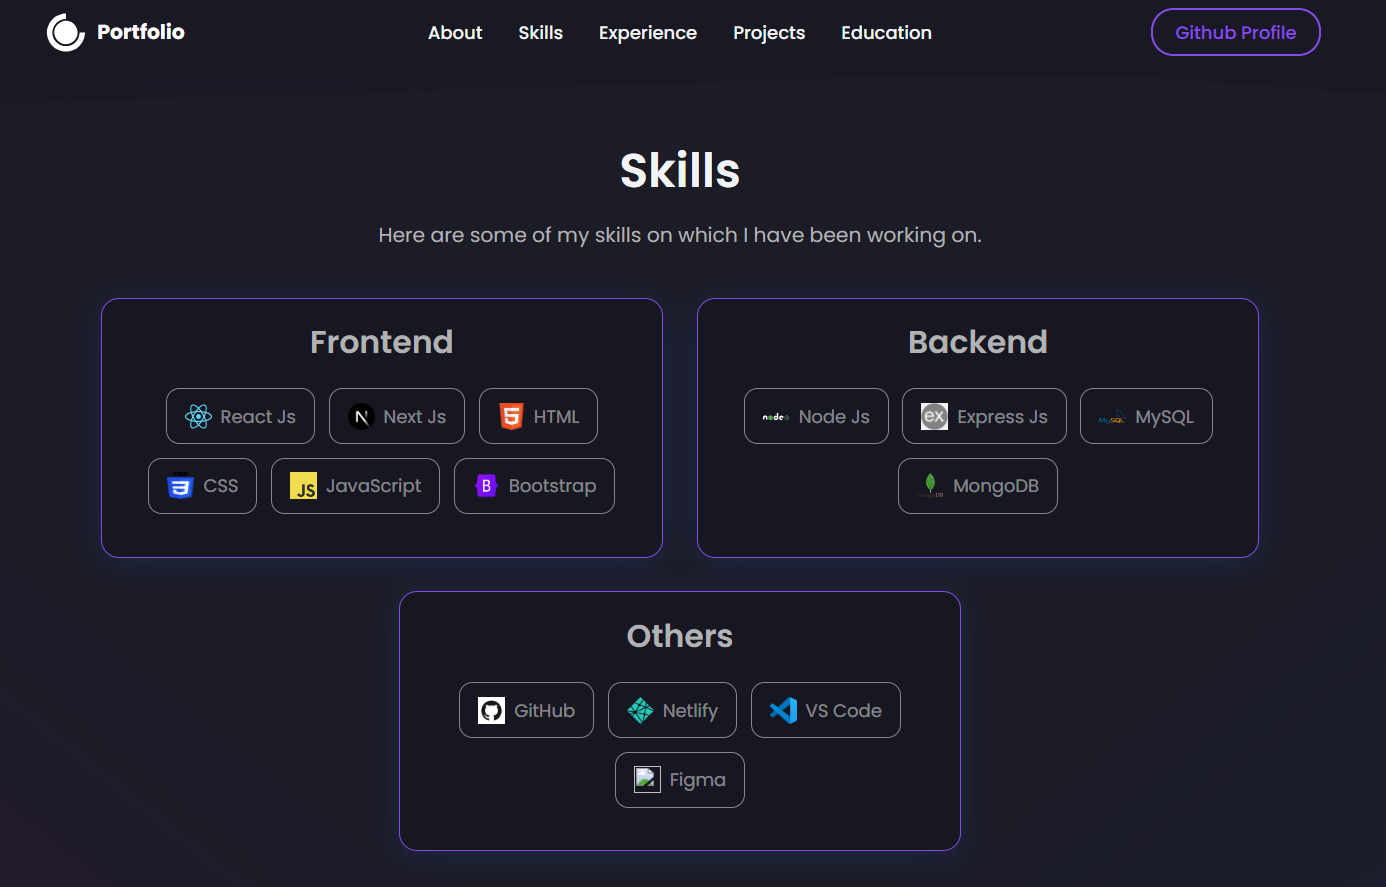 Portfolio
About Skills Experience Projects Education
Github Profile
Skills
Here are some of my skills on which I have been working on.
Frontend
React Js Next Js HTML
CSS JavaScript Bootstrap
Backend
Node Js Express Js MySQL
MongoDB
Others
GitHub Netlify VS Code
Figma